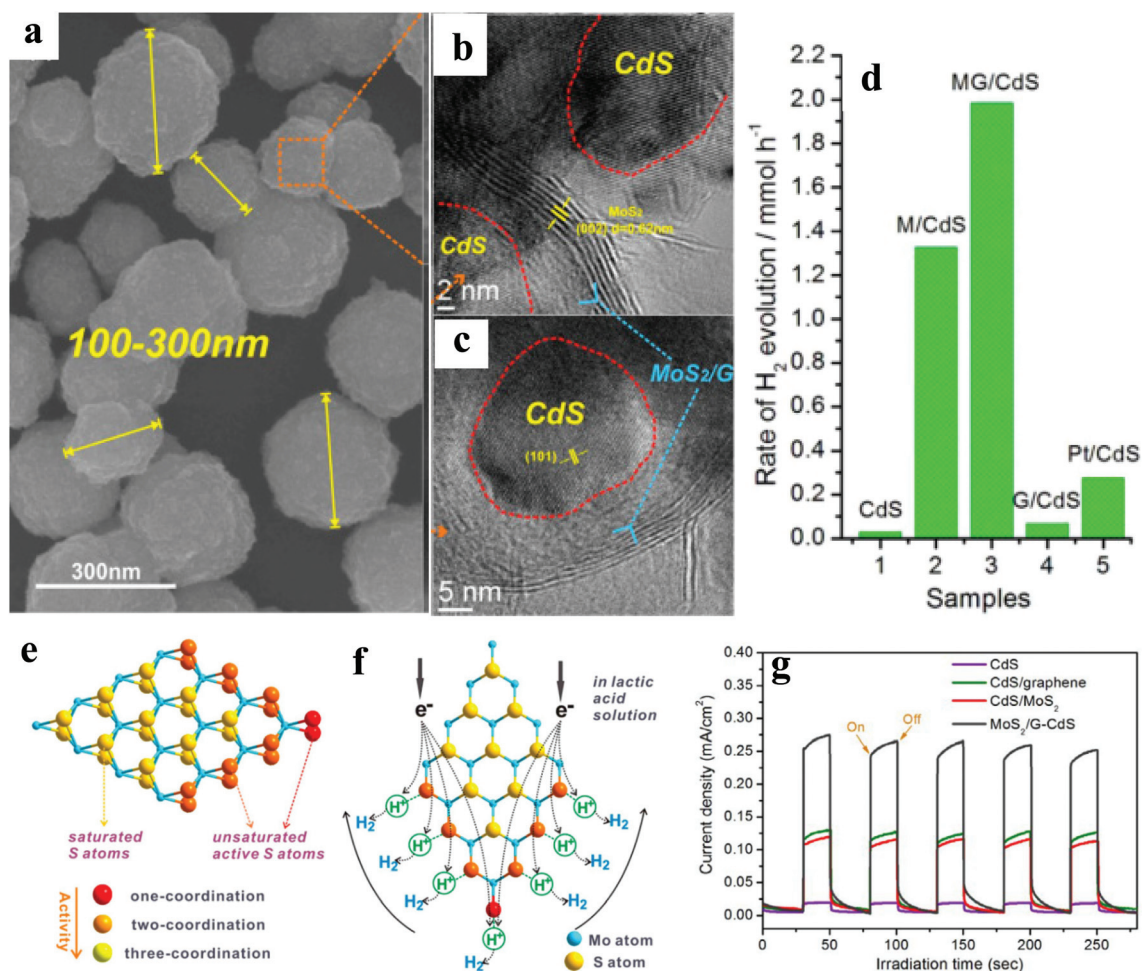 a
100-300nm
300nm
b
CdS
MoS₂
(002) d=0.62nm
CdS
2 nm
c
MoS₂/G
CdS
(101)
5 nm
d
Rate of H₂ evolution / mmol h⁻¹
2.2
2.0
1.8
1.6
1.4
1.2
1.0
0.8
0.6
0.4
0.2
0.0
CdS
M/CdS
MG/CdS
G/CdS
Pt/CdS
1 2 3 4 5
Samples
e
saturated
S atoms
unsaturated
active S atoms
Activity
one-coordination
two-coordination
three-coordination
f
e⁻ e⁻
in lactic
acid
solution
H⁺ H⁺
H₂ H₂
H⁺ H⁺
H₂ H₂
H⁺ H⁺
H₂ H₂
H⁺
H₂
Mo atom
S atom
g
Current density (mA/cm²)
0.40
0.35
0.30
0.25
0.20
0.15
0.10
0.05
0.00
CdS
CdS/graphene
CdS/MoS₂
MoS₂/G-CdS
On
Off
0 50 100 150 200 250
Irradiation time (sec)